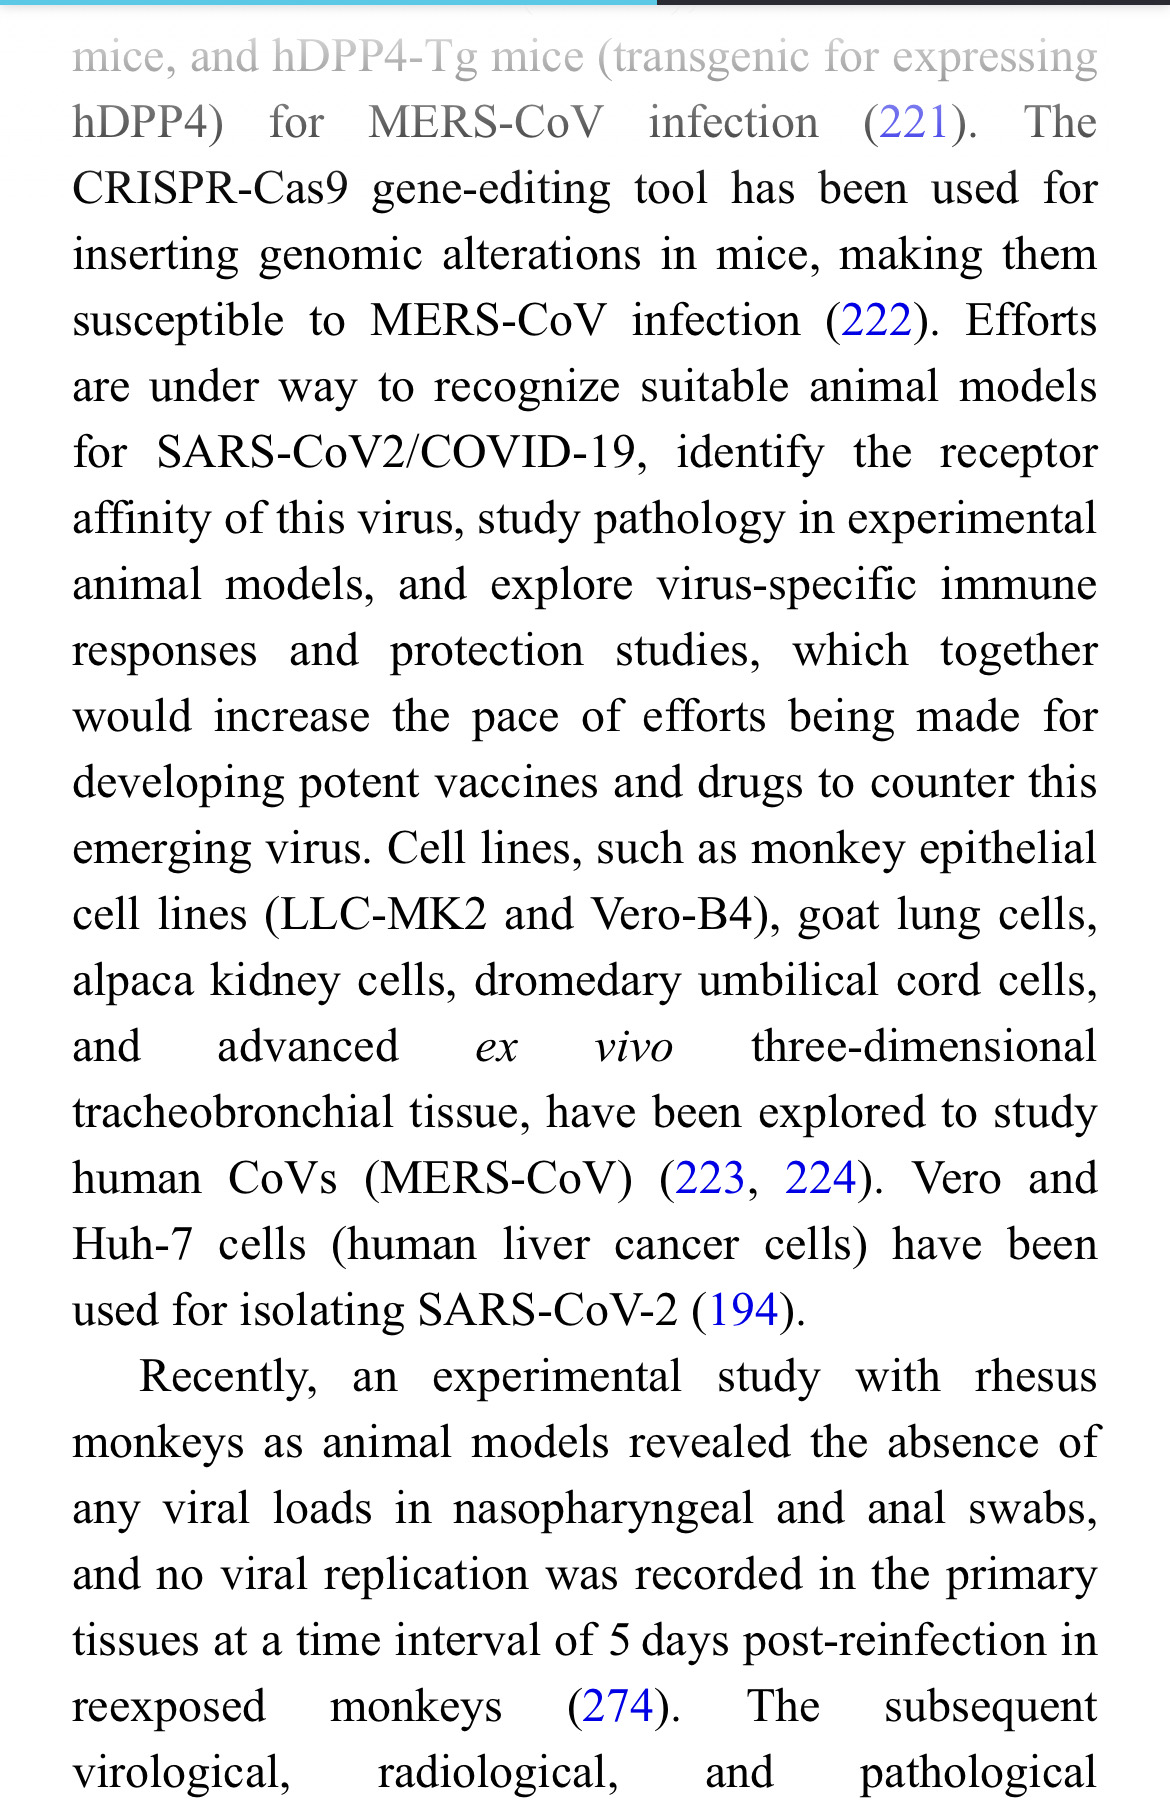 mice, and hDPP4-Tg mice (transgenic for expressing
hDPP4) for MERS-CoV infection (221). The
CRISPR-Cas9 gene-editing tool has been used for
inserting genomic alterations in mice, making them
susceptible to MERS-CoV infection (222). Efforts
are under way to recognize suitable animal models
for SARS-CoV2/COVID-19, identify the receptor
affinity of this virus, study pathology in experimental
animal models, and explore virus-specific immune
responses and protection studies, which together
would increase the pace of efforts being made for
developing potent vaccines and drugs to counter this
emerging virus. Cell lines, such as monkey epithelial
cell lines (LLC-MK2 and Vero-B4), goat lung cells,
alpaca kidney cells, dromedary umbilical cord cells,
and advanced ex vivo three-dimensional
tracheobronchial tissue, have been explored to study
human CoVs (MERS-CoV) (223, 224). Vero and
Huh-7 cells (human liver cancer cells) have been
used for isolating SARS-CoV-2 (194).
Recently, an experimental study with rhesus
monkeys as animal models revealed the absence of
any viral loads in nasopharyngeal and anal swabs,
and no viral replication was recorded in the primary
tissues at a time interval of 5 days post-reinfection in
reexposed monkeys (274). The subsequent
virological, radiological, and pathological